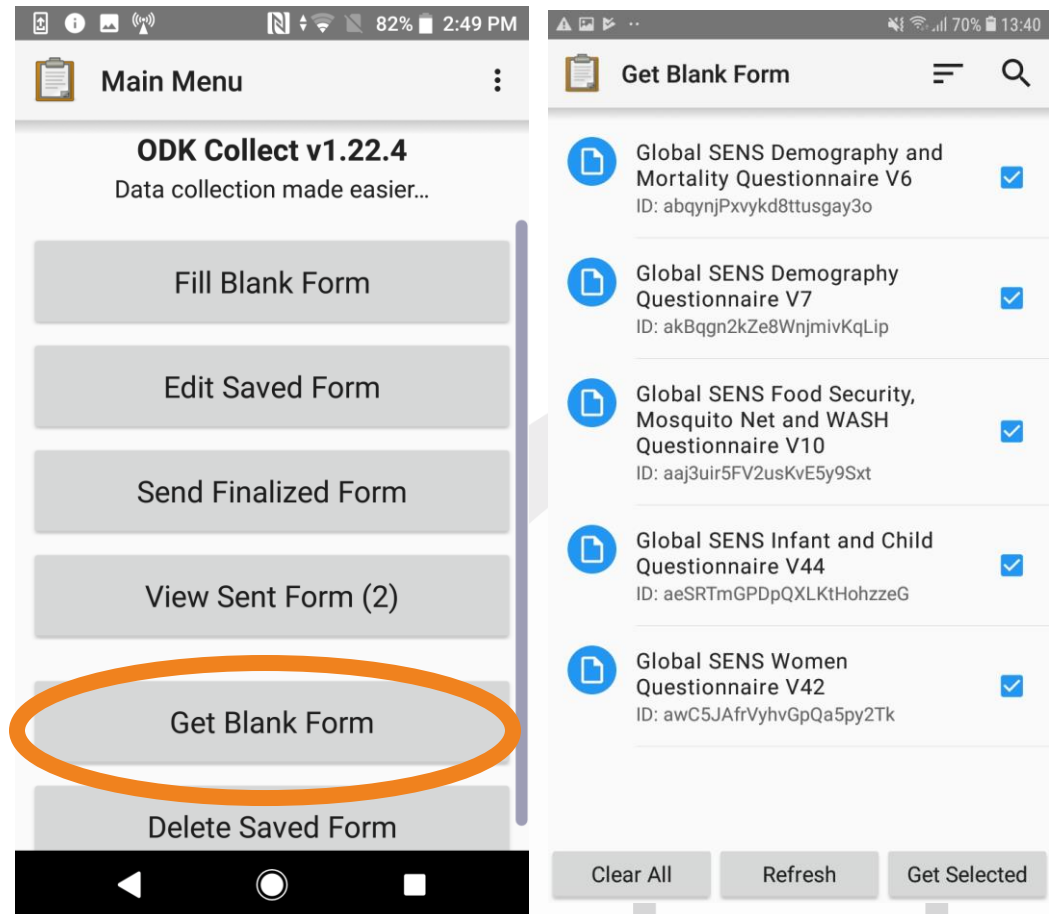 82% 2:49 PM
Main Menu
ODK Collect v1.22.4
Data collection made easier...
Fill Blank Form
Edit Saved Form
Send Finalized Form
View Sent Form (2)
Get Blank Form
Delete Saved Form
70% 13:40
Get Blank Form
Global SENS Demography and
Mortality Questionnaire V6
ID: abqynjPxvykd8ttusgay3o
Global SENS Demography
Questionnaire V7
ID: akBqgn2kZe8WnjmivKqLip
Global SENS Food Security,
Mosquito Net and WASH
Questionnaire V10
ID: aaj3uir5FV2usKvE5y9Sxt
Global SENS Infant and Child
Questionnaire V44
ID: aeSRTmGPDpQXLKtHohzzeG
Global SENS Women
Questionnaire V42
ID: awC5JAfrVyhvGpQa5py2Tk
Clear All
Refresh
Get Selected